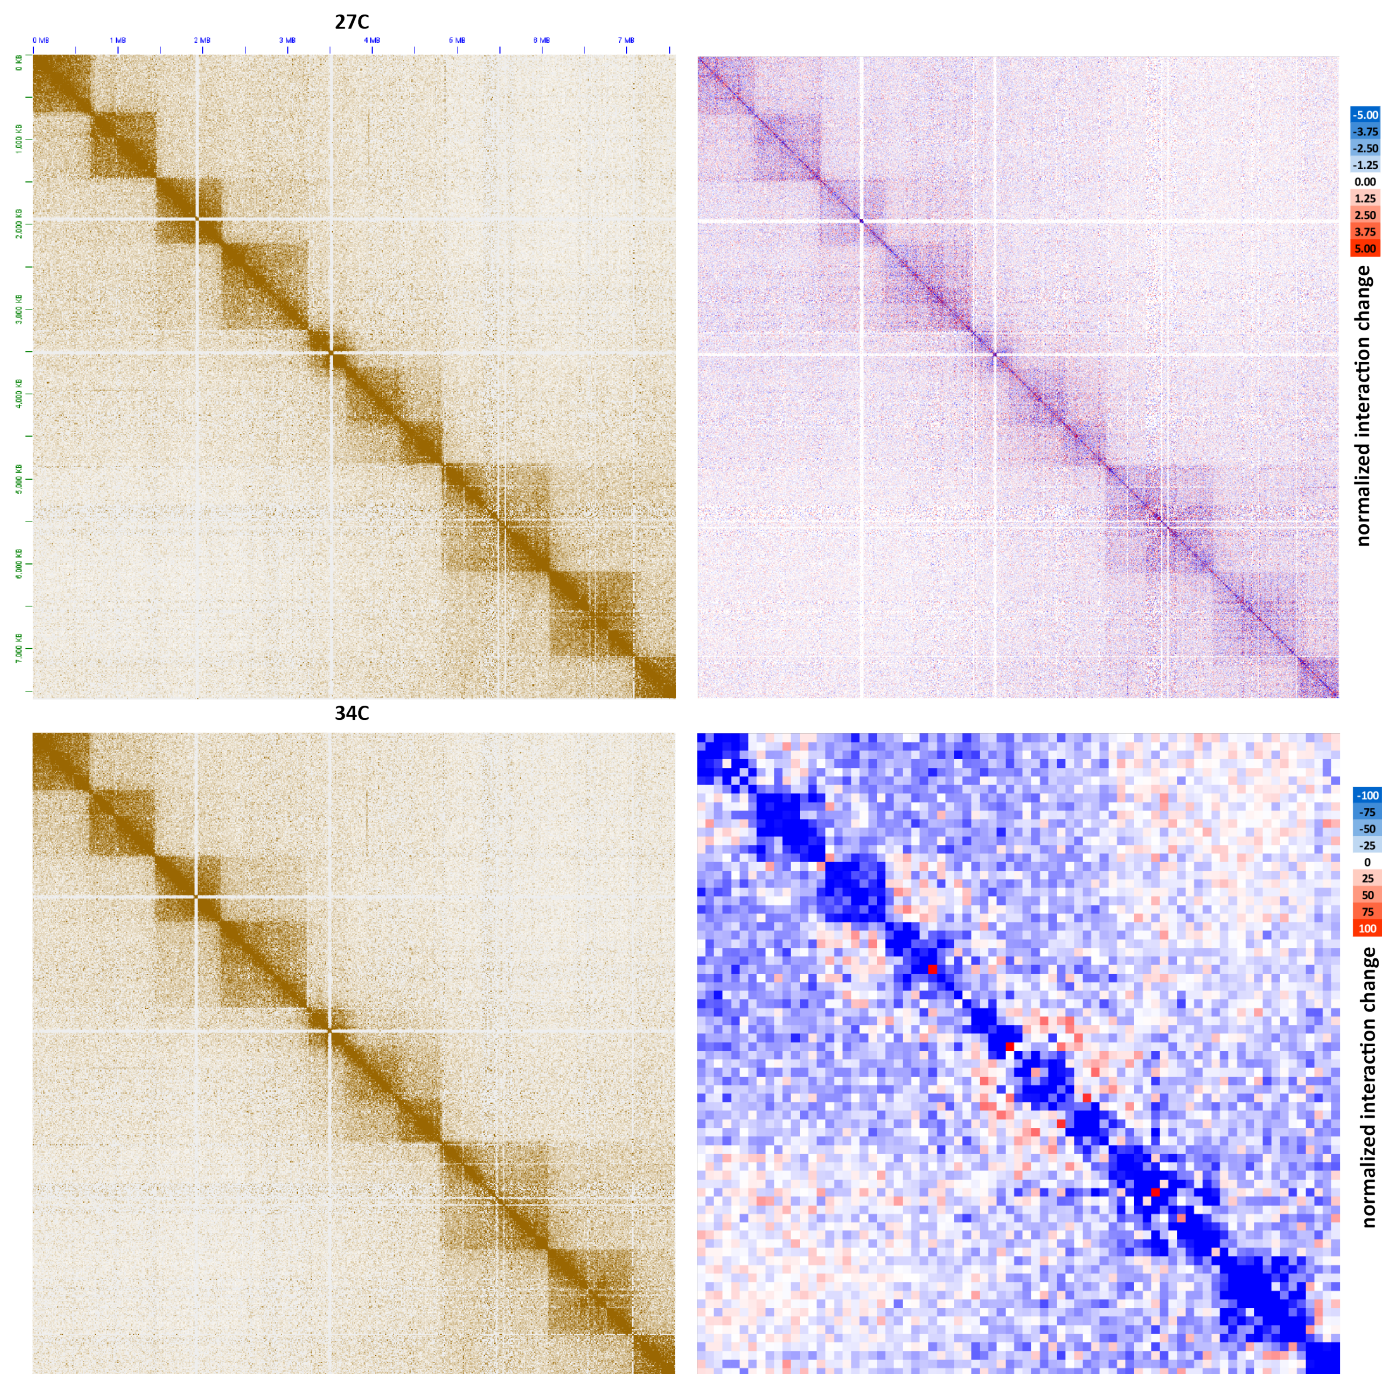 27C
0 MB 1 MB 2 MB 3 MB 4 MB 5 MB 6 MB 7 MB
0 KB
1,000 KB
2,000 KB
3,000 KB
4,000 KB
5,000 KB
6,000 KB
7,000 KB
-5.00
-3.75
-2.50
-1.25
0.00
1.25
2.50
3.75
5.00
normalized interaction change
34C
-100
-75
-50
-25
0
25
50
75
100
normalized interaction change